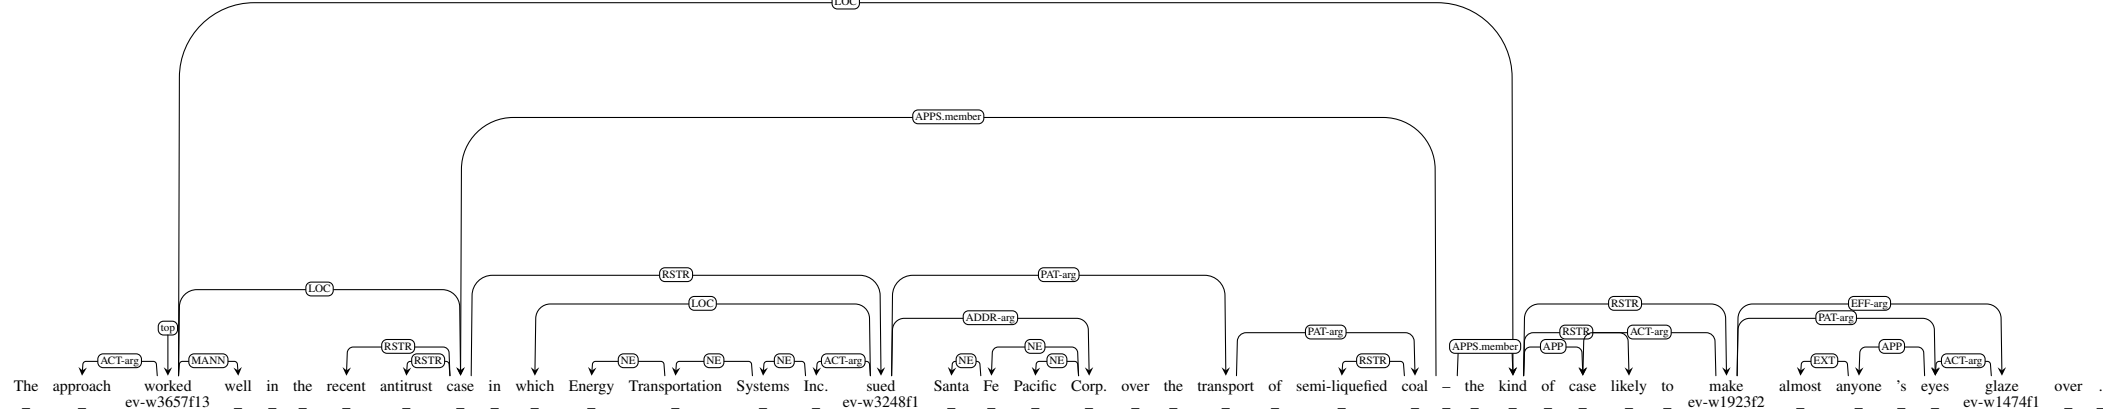 LOC
APPS.member
RSTR PAT-arg
LOC
LOC RSTR EFF-arg
ADDR-arg PAT-arg
top PAT-arg RSTR ACT-arg
RSTR NE APPS.member APP APP
ACT-arg MANN RSTR NE NE NE ACT-arg NE NE RSTR EXT ACT-arg
The approach worked well in the recent antitrust case in which Energy Transportation Systems Inc. sued Santa Fe Pacific Corp. over the transport of semi-liquefied coal – the kind of case likely to make almost anyone 's eyes glaze over .
_ _ ev-w3657f13 _ _ _ _ _ _ _ _ _ _ _ _ ev-w3248f1 _ _ _ _ _ _ _ _ _ _ _ _ _ _ _ _ _ ev-w1923f2 _ _ _ _ ev-w1474f1 _ _